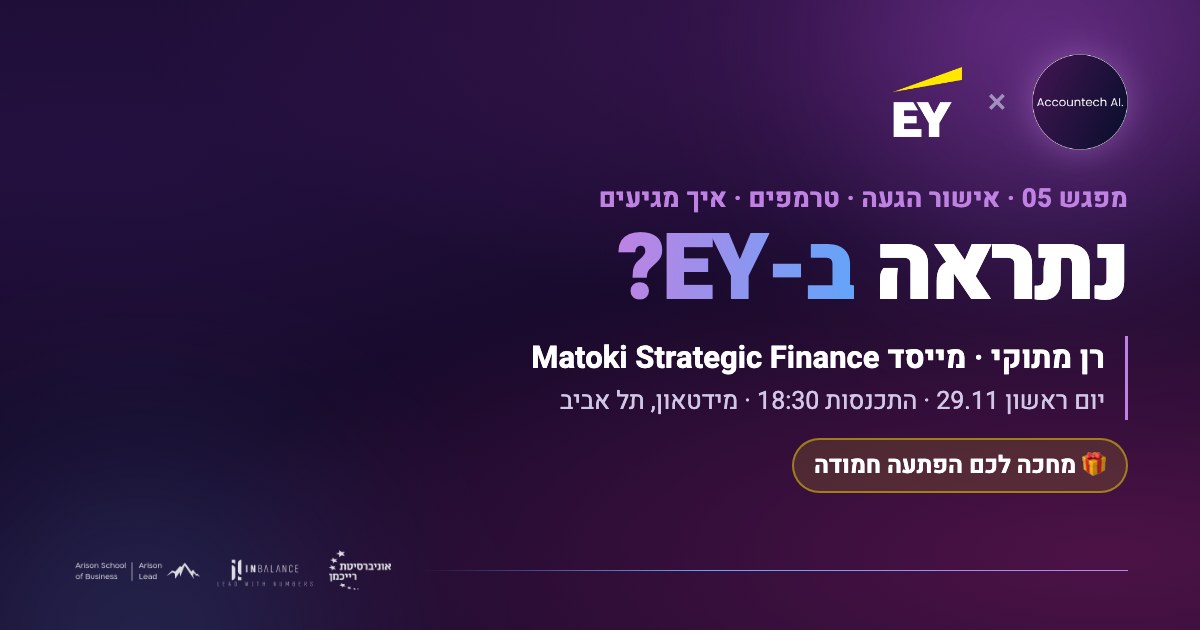 Accountech AI. × EY
מפגש 05 · אישור הגעה · טרמפים · איך מגיעים
נתראה ב-EY?
רן מתוקי · מייסד Matoki Strategic Finance
יום ראשון 29.11 · התכנסות 18:30 · מידטאון, תל אביב
🎁 מחכה לכם הפתעה חמודה
אוניברסיטת
רייכמן
INBALANCE
LEAD WITH NUMBERS
Arison School
of Business
Arison
Lead